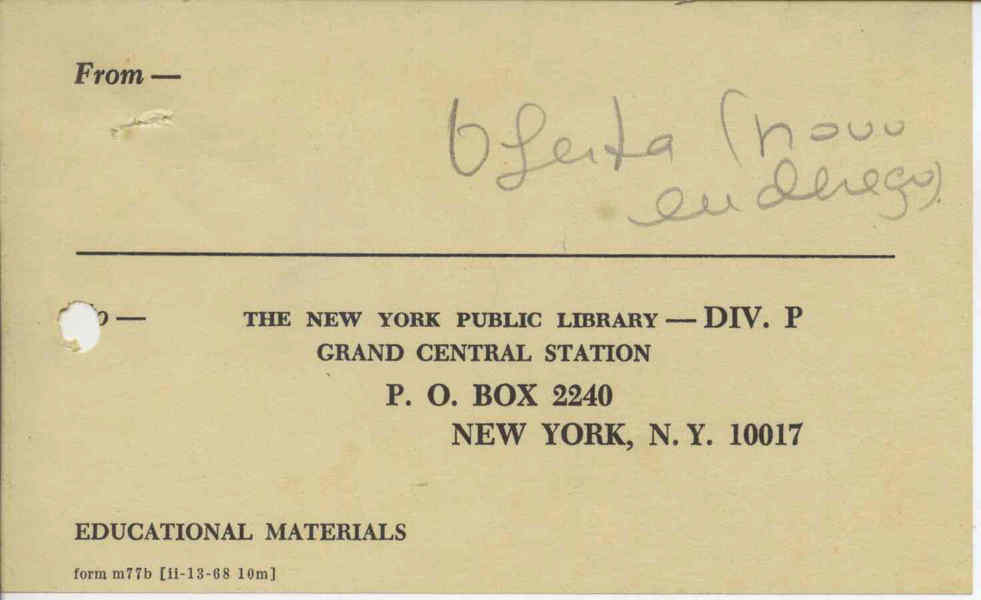 From —
Oferta (novo
endereço)
o —
THE NEW YORK PUBLIC LIBRARY — DIV. P
GRAND CENTRAL STATION
P. O. BOX 2240
NEW YORK, N. Y. 10017
EDUCATIONAL MATERIALS
form m77b [ii-13-68 10m]